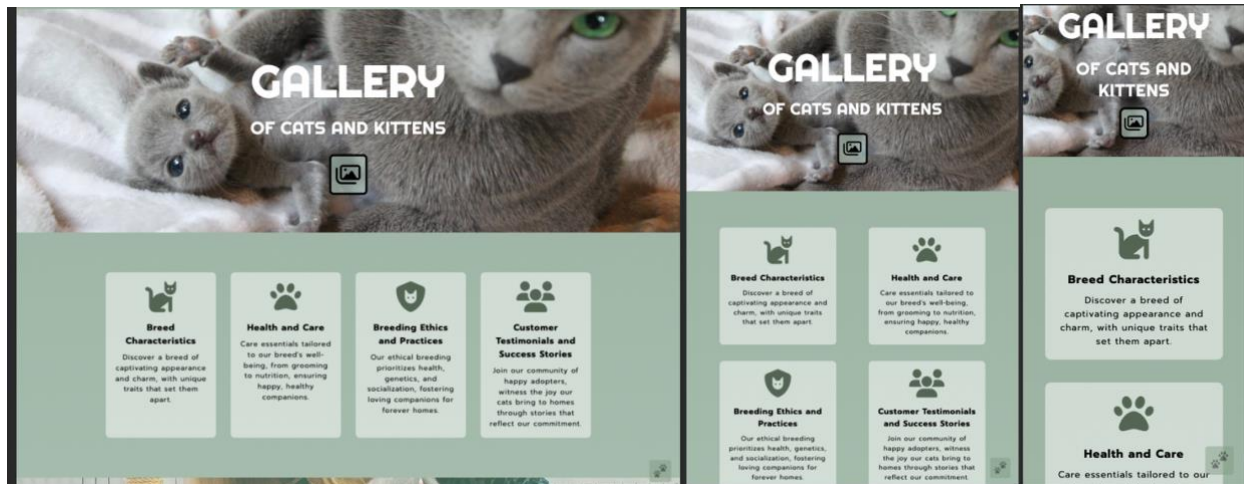 GALLERY
OF CATS AND KITTENS
Breed
Characteristics
Discover a breed of
captivating appearance
and charm, with unique
traits that set them
apart.
Health and Care
Care essentials tailored
to our breed's well-
being, from grooming
to nutrition, ensuring
happy, healthy
companions.
Breeding Ethics
and Practices
Our ethical breeding
prioritizes health,
genetics, and
socialization, fostering
loving companions for
forever homes.
Customer
Testimonials and
Success Stories
Join our community of
happy adopters,
witness the joy our
cats bring to homes
through stories that
reflect our commitment.
GALLERY
OF CATS AND KITTENS
Breed Characteristics
Discover a breed of
captivating appearance and
charm, with unique traits
that set them apart.
Health and Care
Care essentials tailored to
our breed's well-being,
from grooming to nutrition,
ensuring happy, healthy
companions.
Breeding Ethics and
Practices
Our ethical breeding
prioritizes health, genetics,
and socialization, fostering
loving companions for
forever homes.
Customer Testimonials
and Success Stories
Join our community of
happy adopters, witness
the joy our cats bring to
homes through stories that
reflect our commitment.
GALLERY
OF CATS AND
KITTENS
Breed Characteristics
Discover a breed of
captivating appearance and
charm, with unique traits that
set them apart.
Health and Care
Care essentials tailored to our